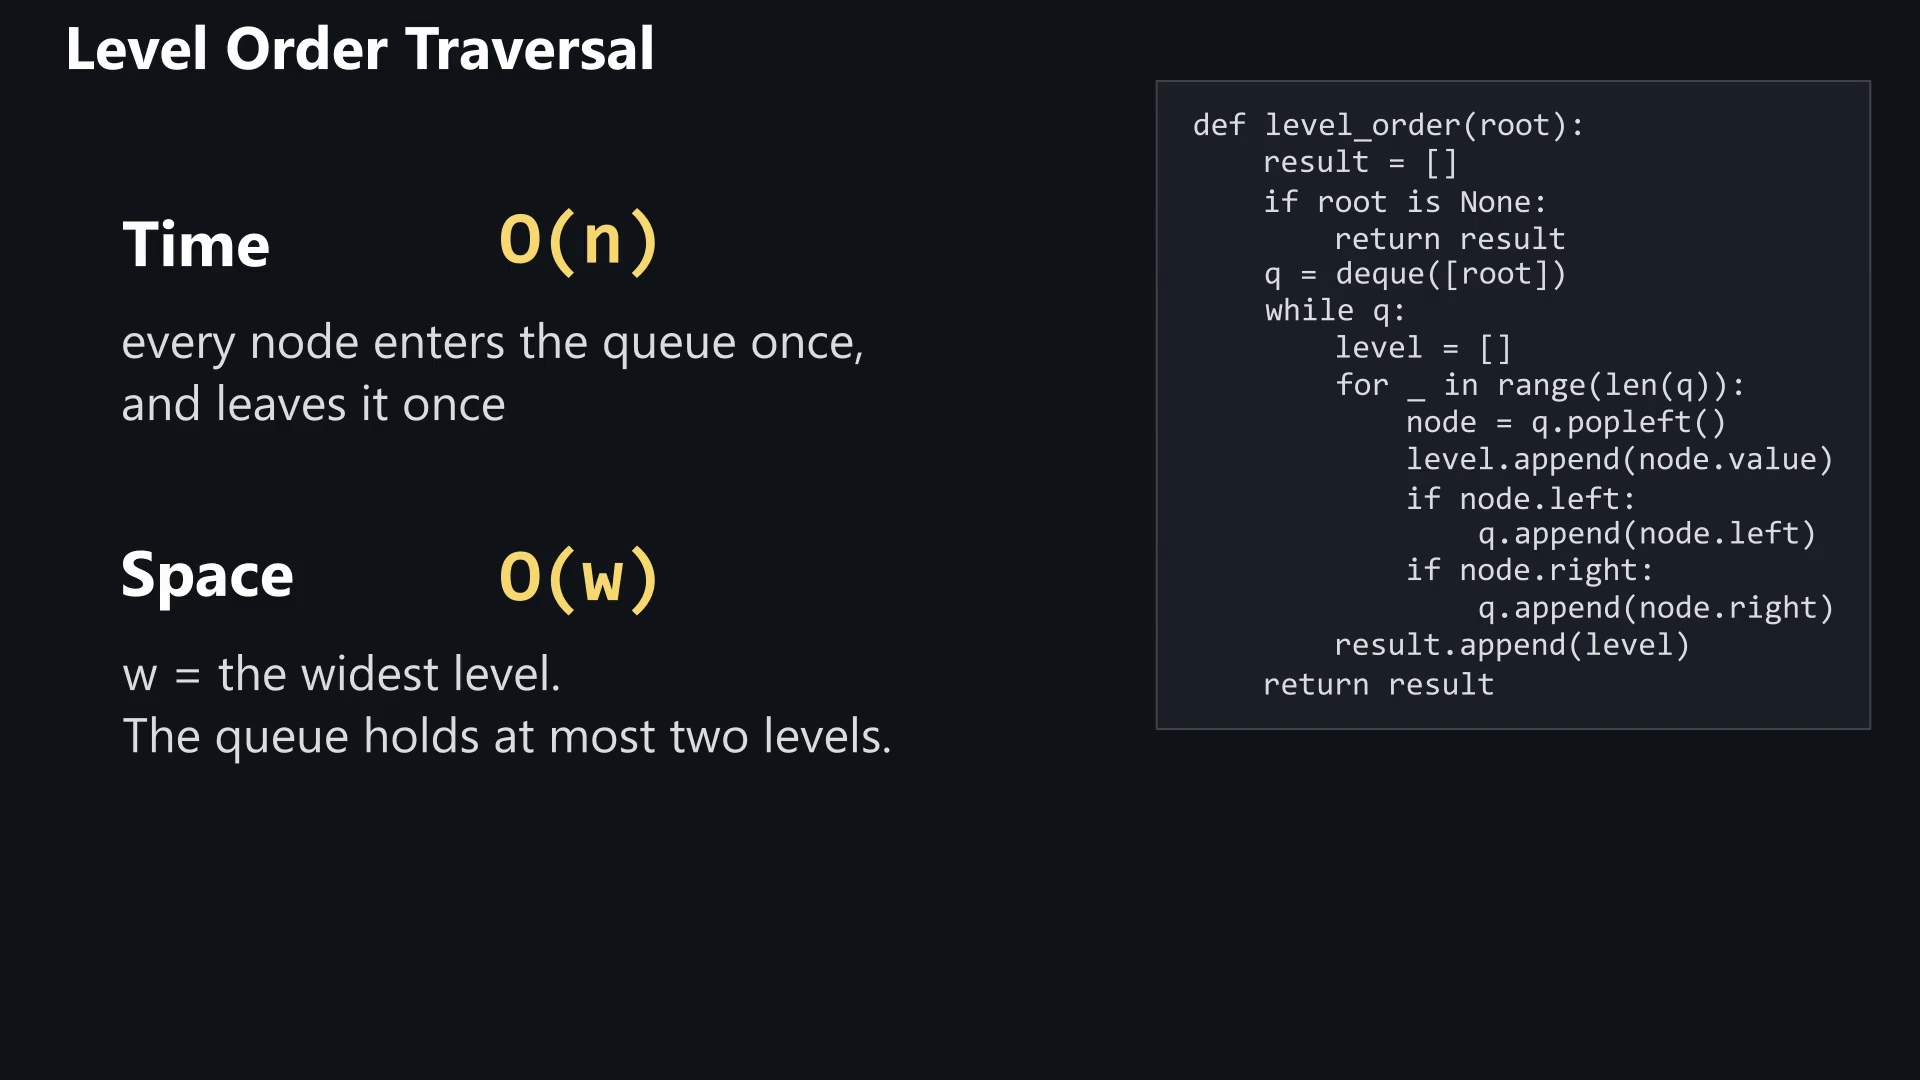 Level Order Traversal
Time O(n)
every node enters the queue once,
and leaves it once
Space O(w)
w = the widest level.
The queue holds at most two levels.
def level_order(root):
    result = []
    if root is None:
        return result
    q = deque([root])
    while q:
        level = []
        for _ in range(len(q)):
            node = q.popleft()
            level.append(node.value)
            if node.left:
                q.append(node.left)
            if node.right:
                q.append(node.right)
        result.append(level)
    return result